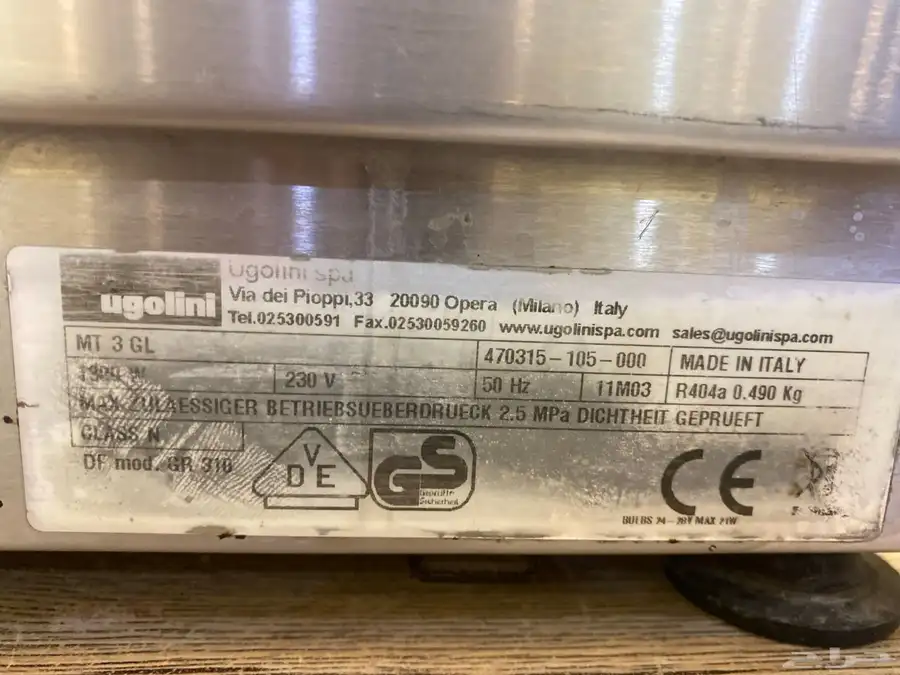 ugolini
Ugolini spa
Via dei Pioppi,33 20090 Opera (Milano) Italy
Tel.025300591 Fax.02530059260 www.ugolinispa.com sales@ugolinispa.com
MT 3 GL 470315-105-000 MADE IN ITALY
230 V 50 Hz 11M03 R404a 0.490 Kg
MAX ZULAESSIGER BETRIEBSUEBERDRUECK 2.5 MPa DICHTHEIT GEPRUEFT
CLASS N
DF mod. GR 310
VDE
GS
geprüfte
Sicherheit
CE
BULBS 24-28V MAX 21W
حراج